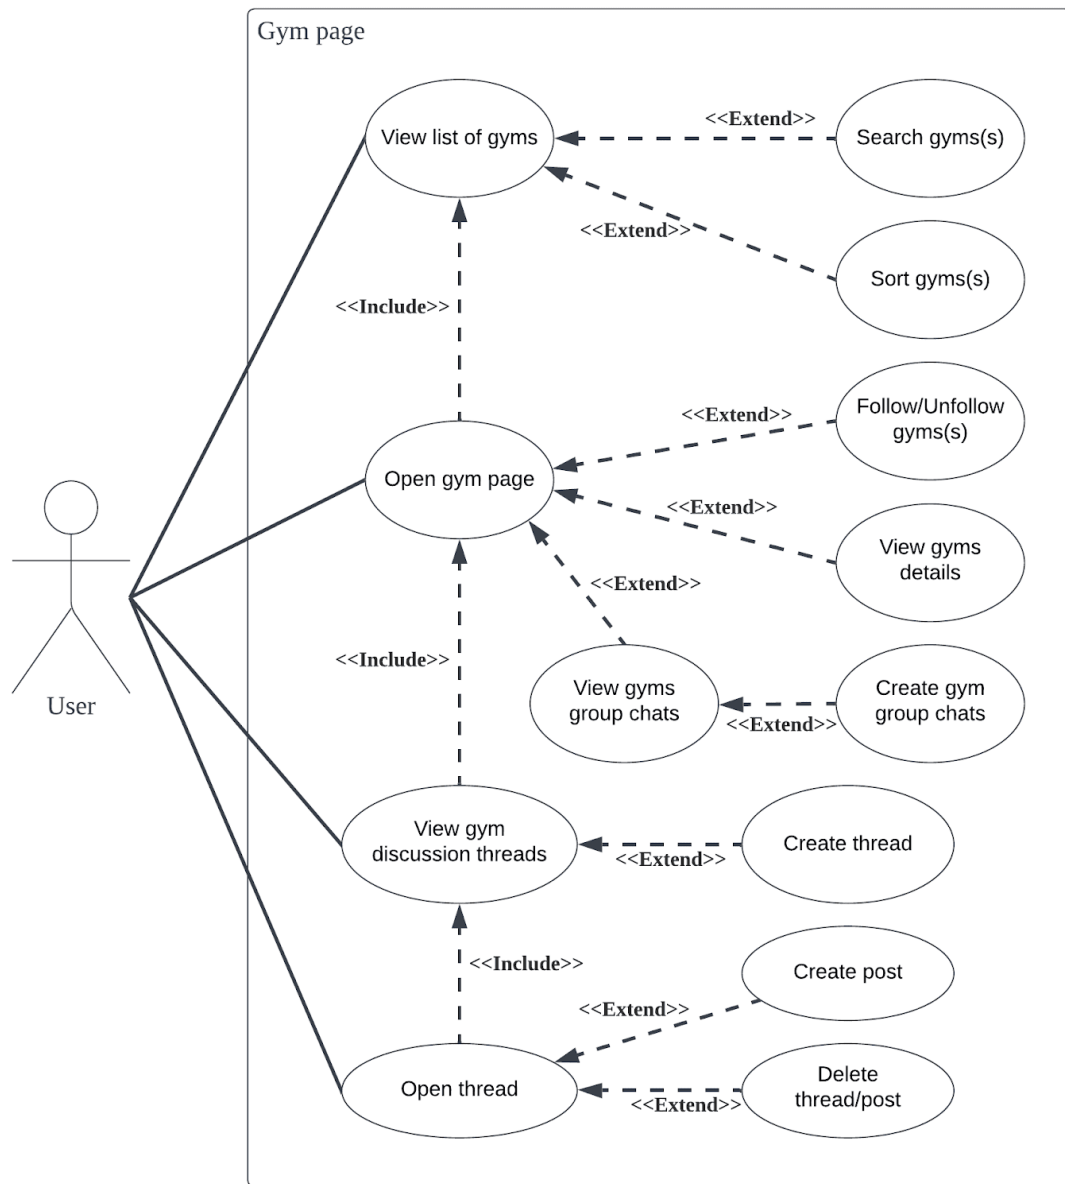 Gym page
View list of gyms
<<Extend>>
Search gyms(s)
<<Extend>>
Sort gyms(s)
<<Include>>
Follow/Unfollow
gyms(s)
<<Extend>>
Open gym page
<<Extend>>
View gyms
details
<<Extend>>
<<Include>>
View gyms
group chats
<<Extend>>
Create gym
group chats
User
View gym
discussion threads
<<Extend>>
Create thread
<<Include>>
Create post
<<Extend>>
Open thread
<<Extend>>
Delete
thread/post